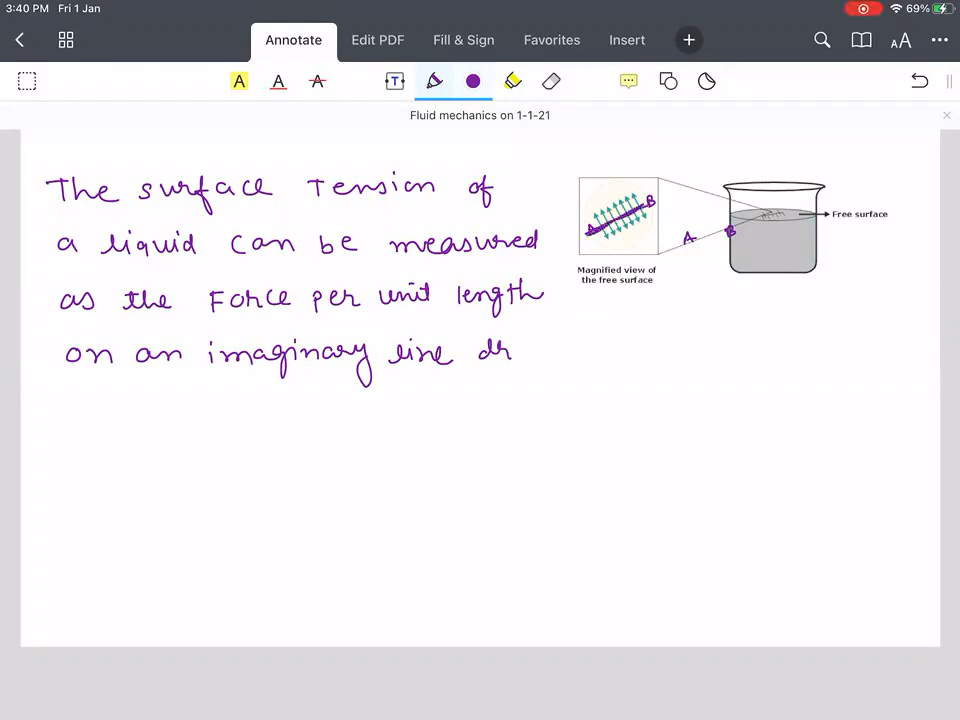 3:40 PM Fri 1 Jan
69%
Annotate Edit PDF Fill & Sign Favorites Insert
A A A T
Fluid mechanics on 1-1-21
The surface Tension of
a liquid can be measured
as the Force per unit length
on an imaginary line dr
A B
A B
Free surface
Magnified view of
the free surface